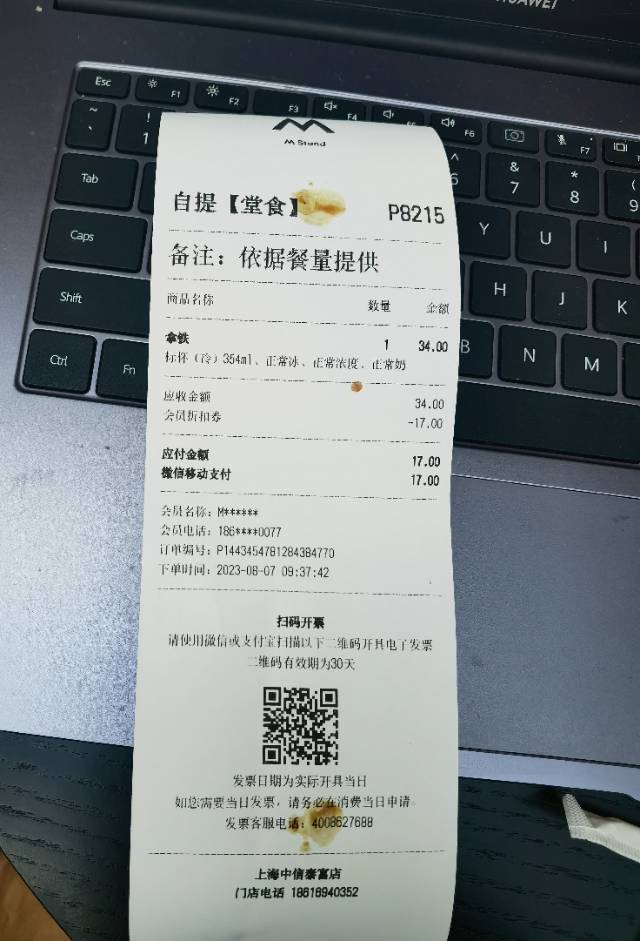 HUAWEI
Esc F1 F2 F3 F4 F5 F6 F7
~ ` ! 1 ^ 6 & 7 * 8 ( 9
Tab Y U I
Caps H J K
Shift B N M
Ctrl Fn
M Stand
自提【堂食】 P8215
备注：依据餐量提供
商品名称 数量 金额
拿铁 1 34.00
标杯（冷）354ml、正常冰、正常浓度、正常奶
应收金额 34.00
会员折扣券 -17.00
应付金额 17.00
微信移动支付 17.00
会员名称：M******
会员电话：186****0077
订单编号：P1443454781284384770
下单时间：2023-08-07 09:37:42
扫码开票
请使用微信或支付宝扫描以下二维码开具电子发票
二维码有效期为30天
发票日期为实际开具当日
如您需要当日发票，请务必在消费当日申请。
发票客服电话：4008627688
上海中信泰富店
门店电话 18616940352